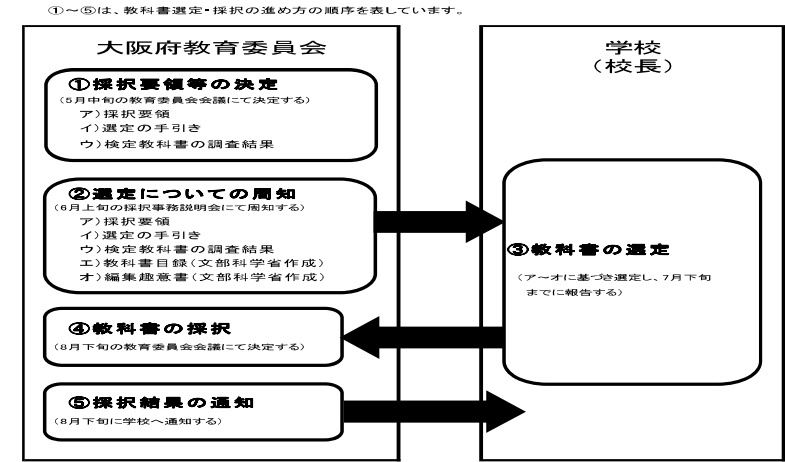 ①～⑤は、教科書選定・採択の進め方の順序を表しています。
大阪府教育委員会
①採択要領等の決定
（5月中旬の教育委員会会議にて決定する）
ア）採択要領
イ）選定の手引き
ウ）検定教科書の調査結果
②選定についての周知
（6月上旬の採択事務説明会にて周知する）
ア）採択要領
イ）選定の手引き
ウ）検定教科書の調査結果
エ）教科書目録（文部科学省作成）
オ）編集趣意書（文部科学省作成）
④教科書の採択
（8月下旬の教育委員会会議にて決定する）
⑤採択結果の通知
（8月下旬に学校へ通知する）
学校
（校長）
③教科書の選定
（ア～オに基づき選定し、7月下旬
までに報告する）